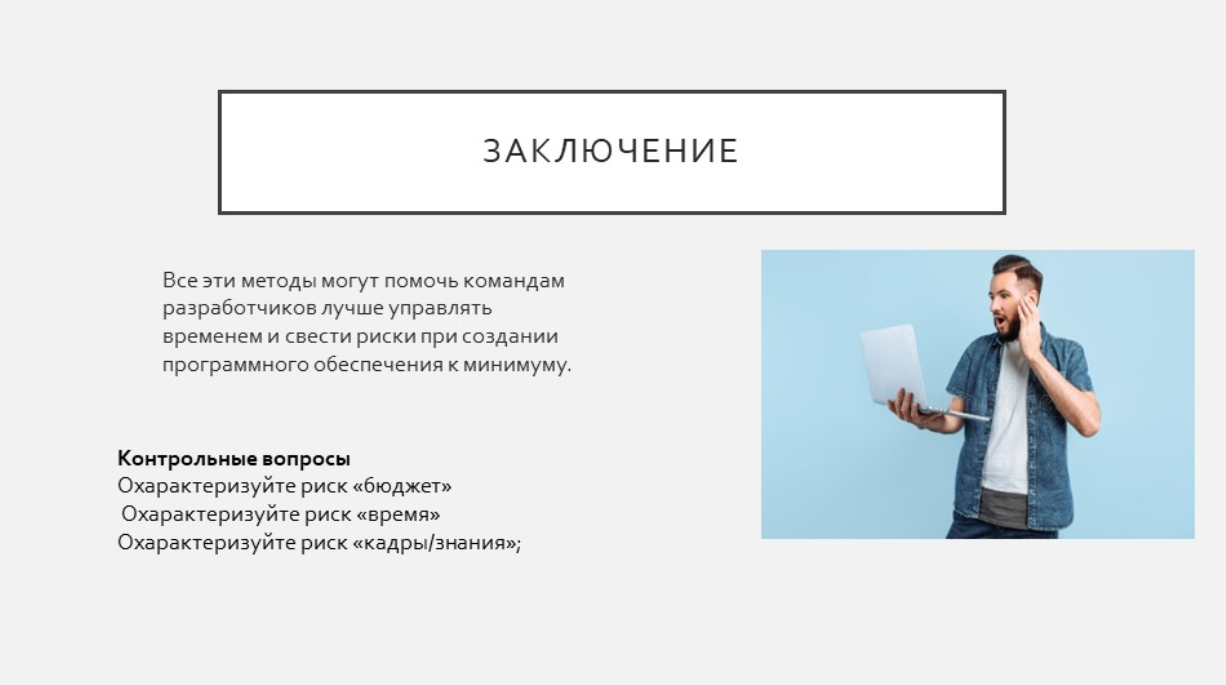 ЗАКЛЮЧЕНИЕ
Все эти методы могут помочь командам
разработчиков лучше управлять
временем и свести риски при создании
программного обеспечения к минимуму.
Контрольные вопросы
Охарактеризуйте риск «бюджет»
Охарактеризуйте риск «время»
Охарактеризуйте риск «кадры/знания»;